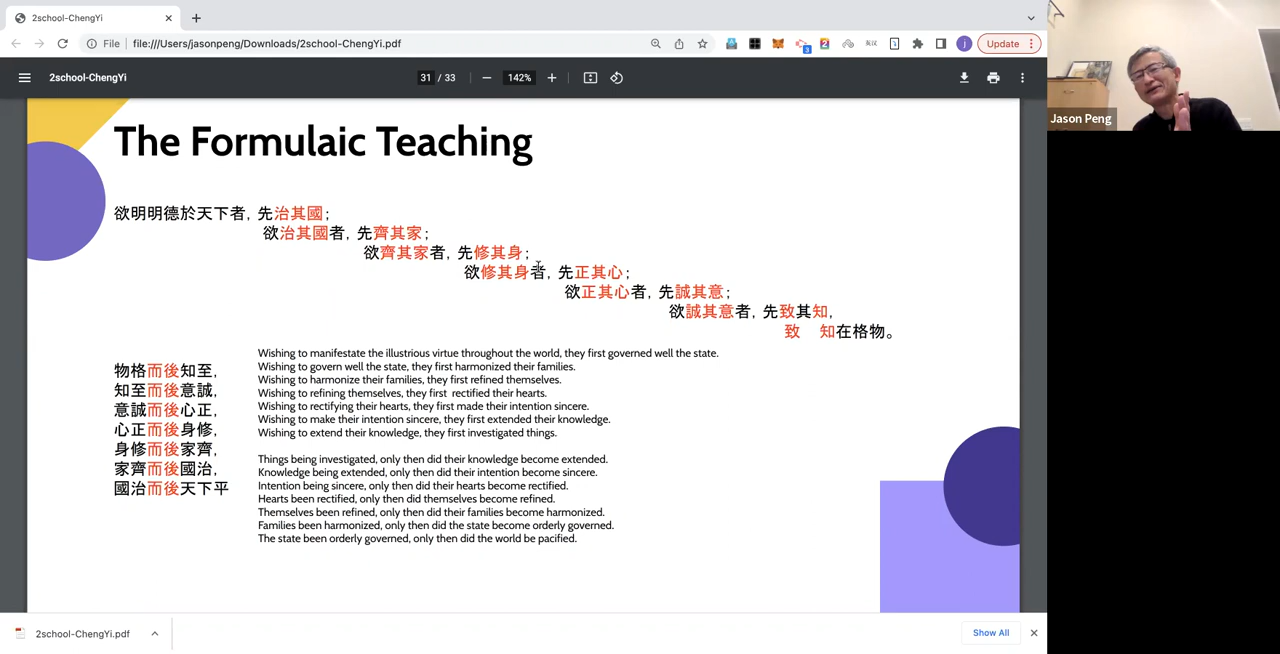 2school-ChengYi
File
file:///Users/jasonpeng/Downloads/2school-ChengYi.pdf
Update
2school-ChengYi
31 / 33
142%
Jason Peng
The Formulaic Teaching
欲明明德於天下者, 先治其國;
欲治其國者, 先齊其家;
欲齊其家者, 先修其身;
欲修其身者, 先正其心;
欲正其心者, 先誠其意;
欲誠其意者, 先致其知,
致 知在格物。
物格而後知至,
知至而後意誠,
意誠而後心正,
心正而後身修,
身修而後家齊,
家齊而後國治,
國治而後天下平
Wishing to manifestate the illustrious virtue throughout the world, they first governed well the state.
Wishing to govern well the state, they first harmonized their families.
Wishing to harmonize their families, they first refined themselves.
Wishing to refining themselves, they first rectified their hearts.
Wishing to rectifying their hearts, they first made their intention sincere.
Wishing to make their intention sincere, they first extended their knowledge.
Wishing to extend their knowledge, they first investigated things.
Things being investigated, only then did their knowledge become extended.
Knowledge being extended, only then did their intention become sincere.
Intention being sincere, only then did their hearts become rectified.
Hearts been rectified, only then did themselves become refined.
Themselves been refined, only then did their families become harmonized.
Families been harmonized, only then did the state become orderly governed.
The state been orderly governed, only then did the world be pacified.
2school-ChengYi.pdf
Show All